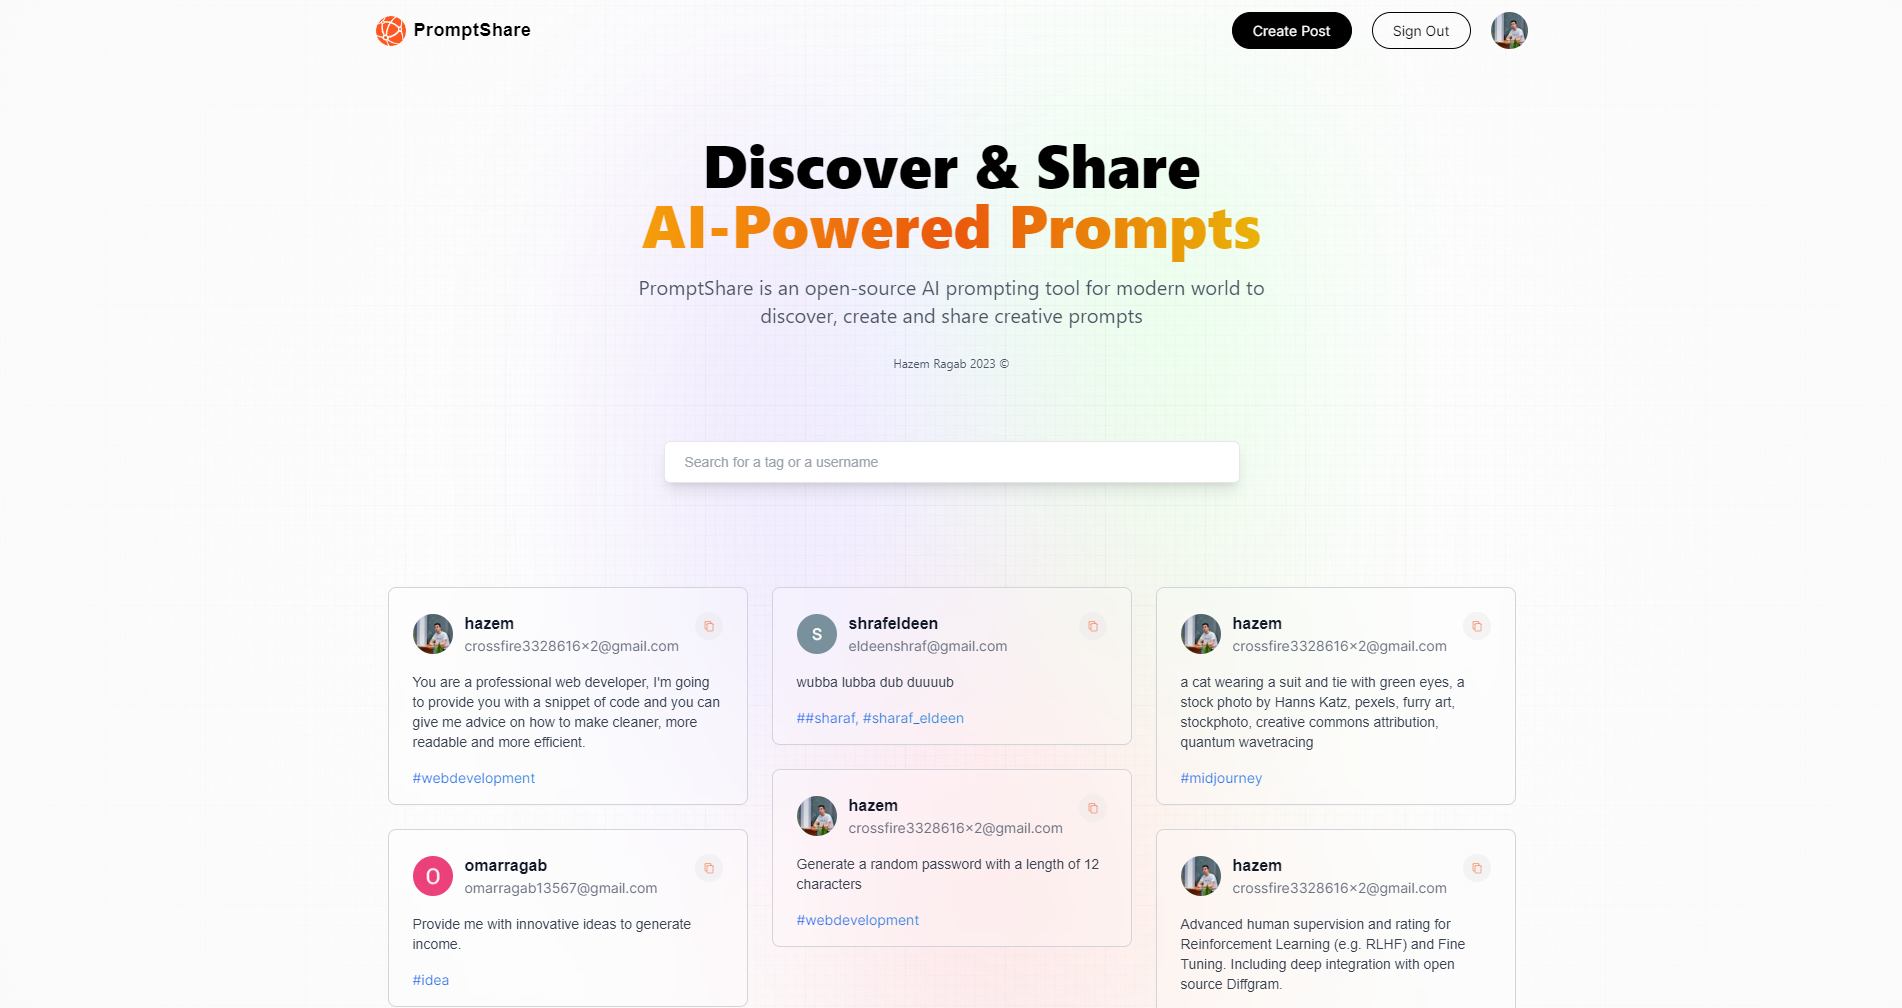 PromptShare
Create Post
Sign Out
Discover & Share
AI-Powered Prompts
PromptShare is an open-source AI prompting tool for modern world to
discover, create and share creative prompts
Hazem Ragab 2023 ©
Search for a tag or a username
hazem
crossfire3328616x2@gmail.com
You are a professional web developer, I'm going
to provide you with a snippet of code and you can
give me advice on how to make cleaner, more
readable and more efficient.
#webdevelopment
O
omarragab
omarragab13567@gmail.com
Provide me with innovative ideas to generate
income.
#idea
S
shrafeldeen
eldeenshraf@gmail.com
wubba lubba dub duuuub
##sharaf, #sharaf_eldeen
hazem
crossfire3328616x2@gmail.com
Generate a random password with a length of 12
characters
#webdevelopment
hazem
crossfire3328616x2@gmail.com
a cat wearing a suit and tie with green eyes, a
stock photo by Hanns Katz, pexels, furry art,
stockphoto, creative commons attribution,
quantum wavetracing
#midjourney
hazem
crossfire3328616x2@gmail.com
Advanced human supervision and rating for
Reinforcement Learning (e.g. RLHF) and Fine
Tuning. Including deep integration with open
source Diffgram.